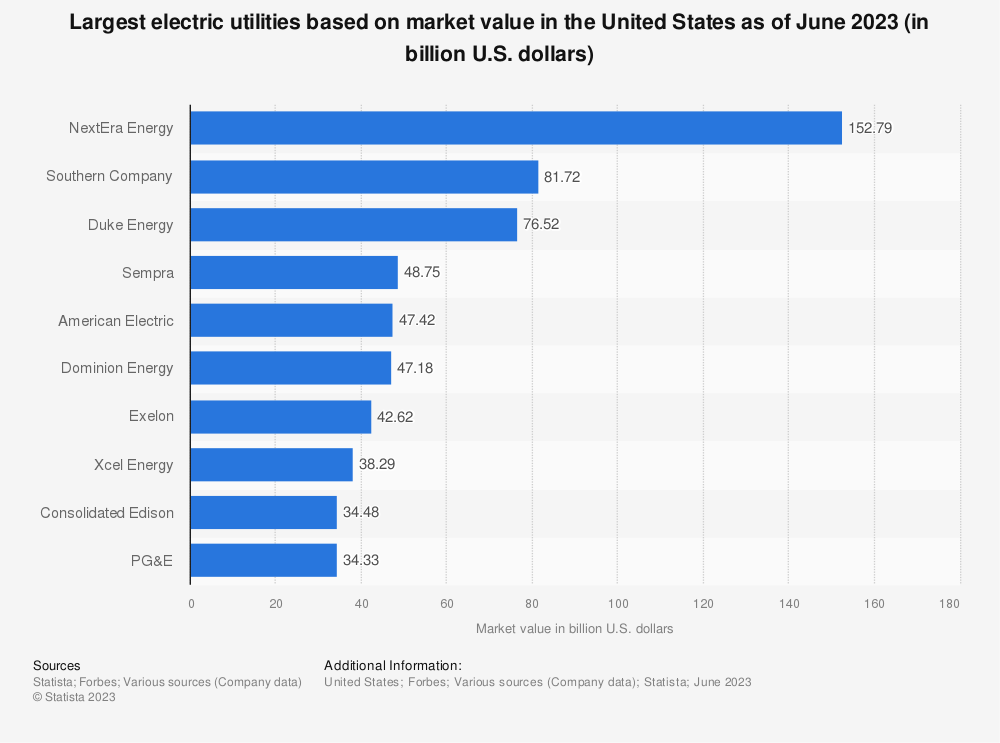 Largest electric utilities based on market value in the United States as of June 2023 (in
billion U.S. dollars)
NextEra Energy 152.79
Southern Company 81.72
Duke Energy 76.52
Sempra 48.75
American Electric 47.42
Dominion Energy 47.18
Exelon 42.62
Xcel Energy 38.29
Consolidated Edison 34.48
PG&E 34.33
0 20 40 60 80 100 120 140 160 180
Market value in billion U.S. dollars
Sources
Statista; Forbes; Various sources (Company data)
© Statista 2023
Additional Information:
United States; Forbes; Various sources (Company data); Statista; June 2023